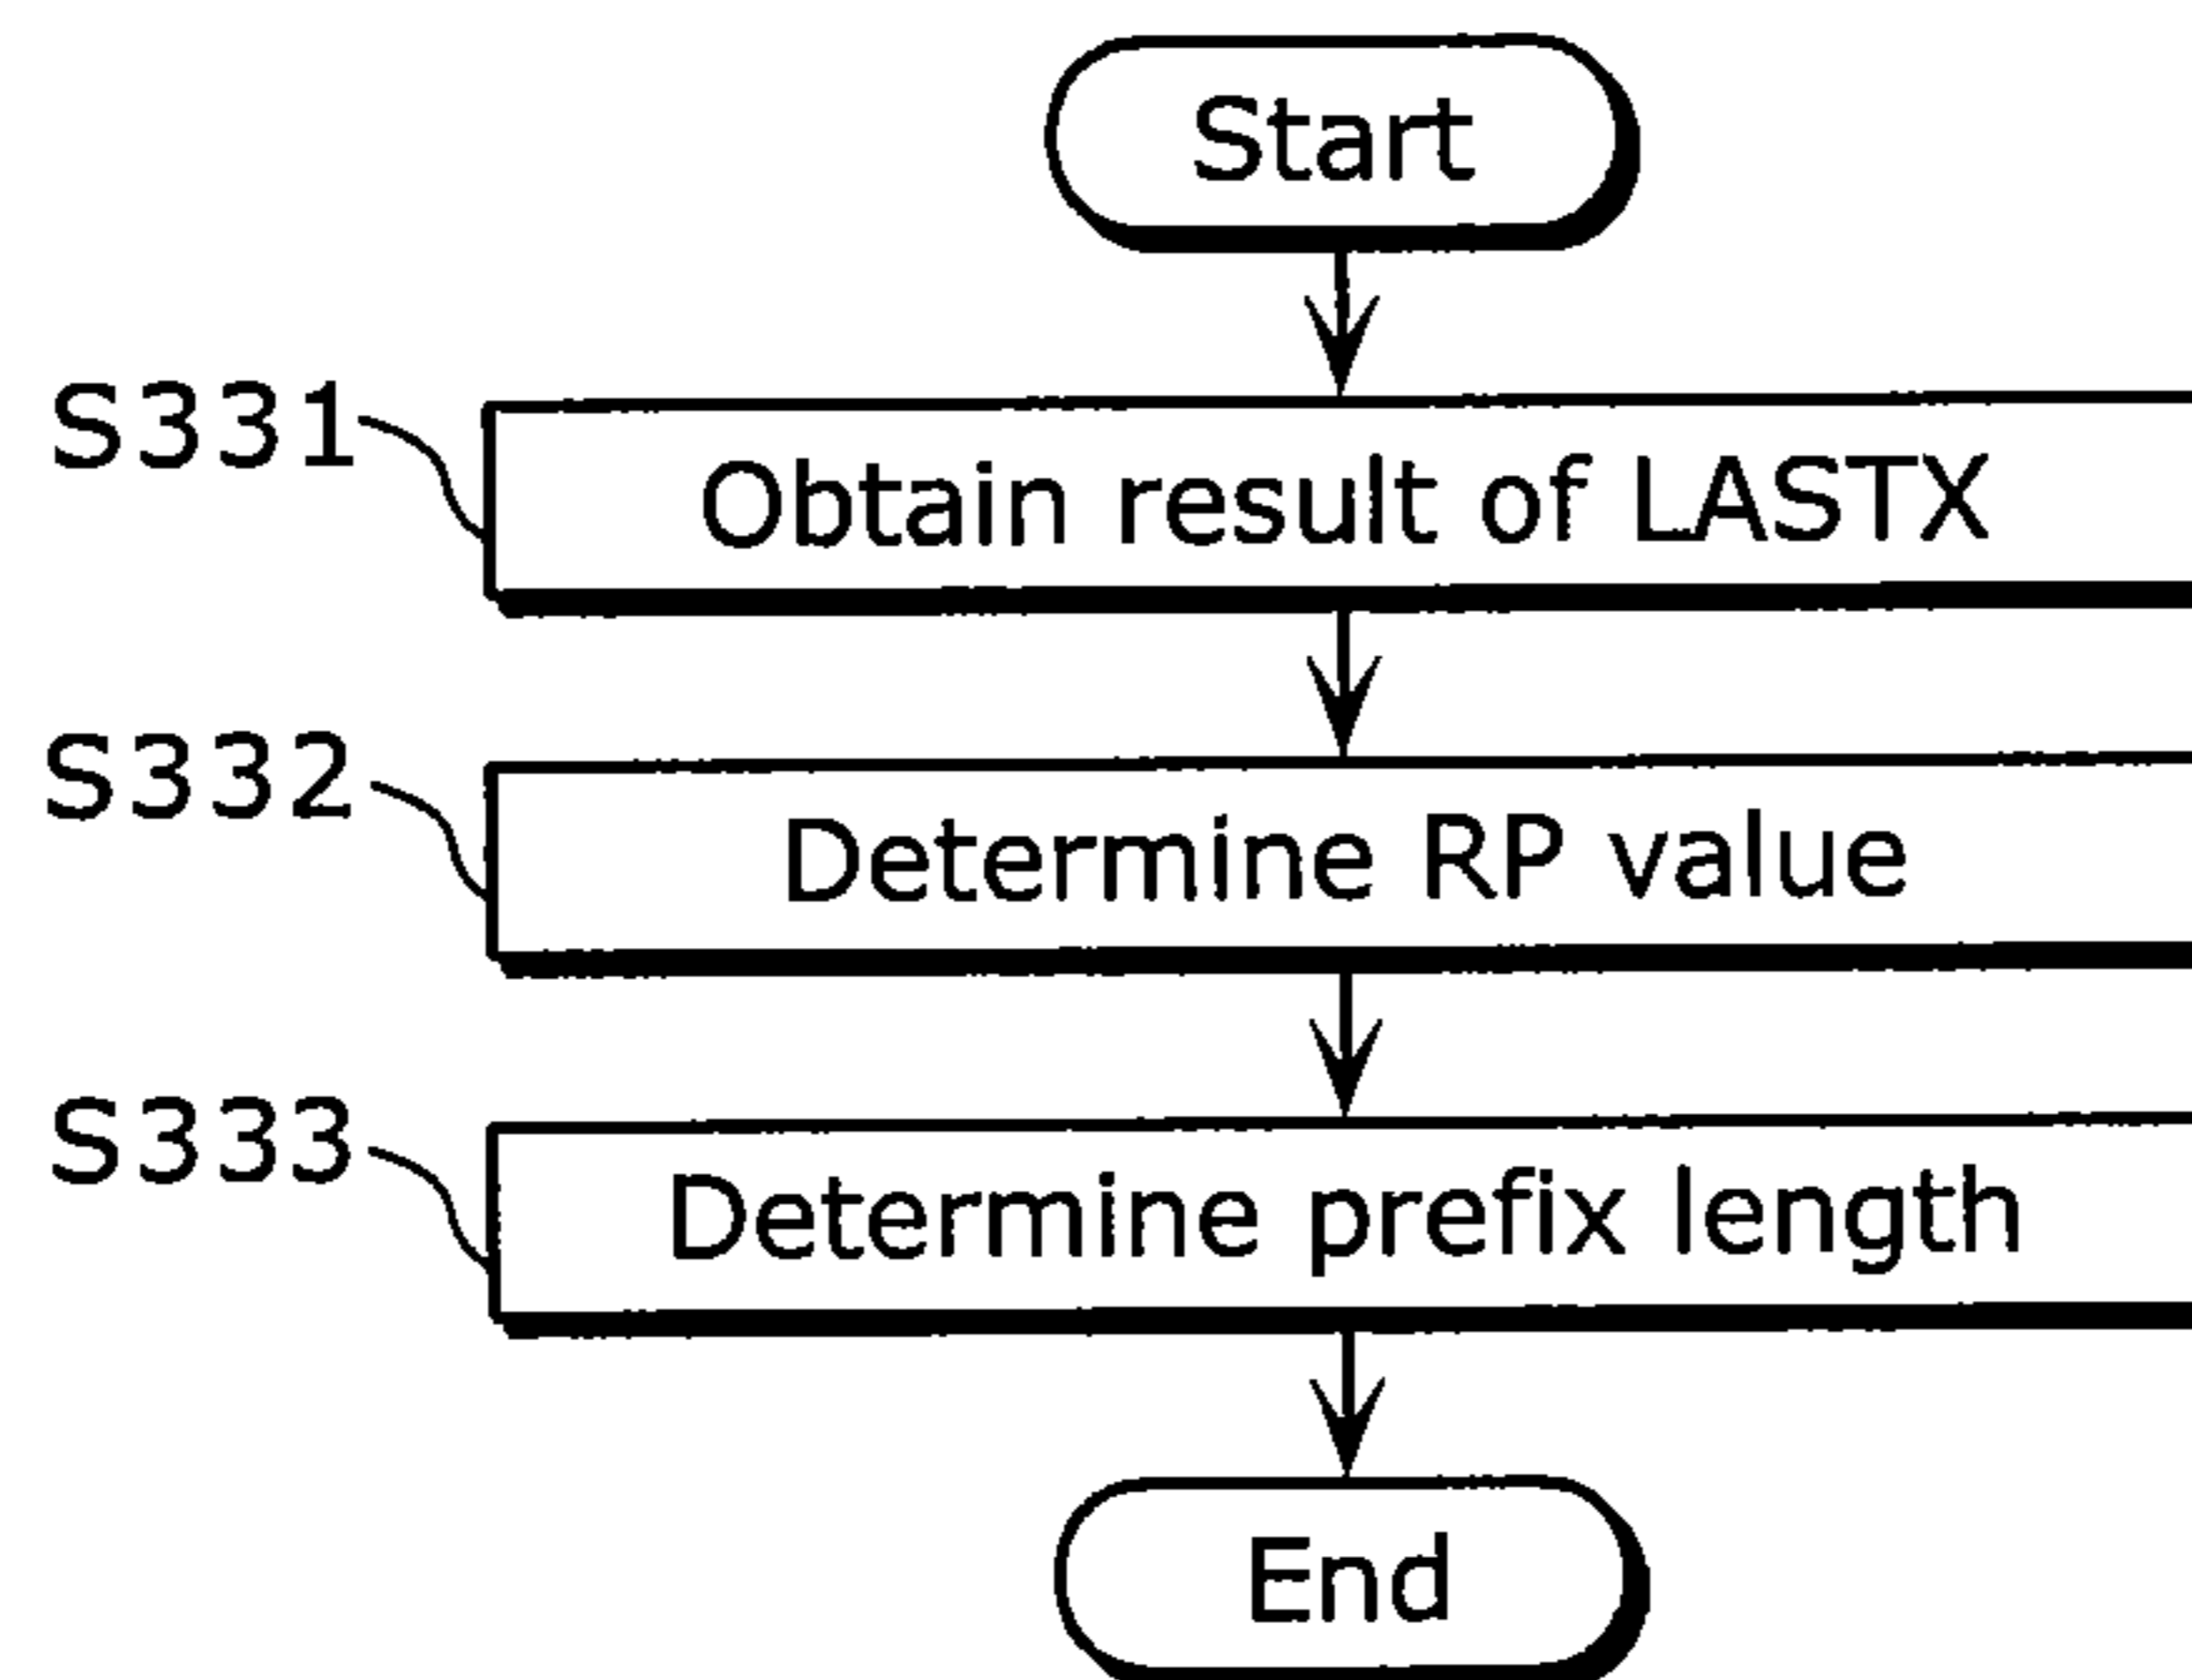 Start
S331
Obtain result of LASTX
S332
Determine RP value
S333
Determine prefix length
End